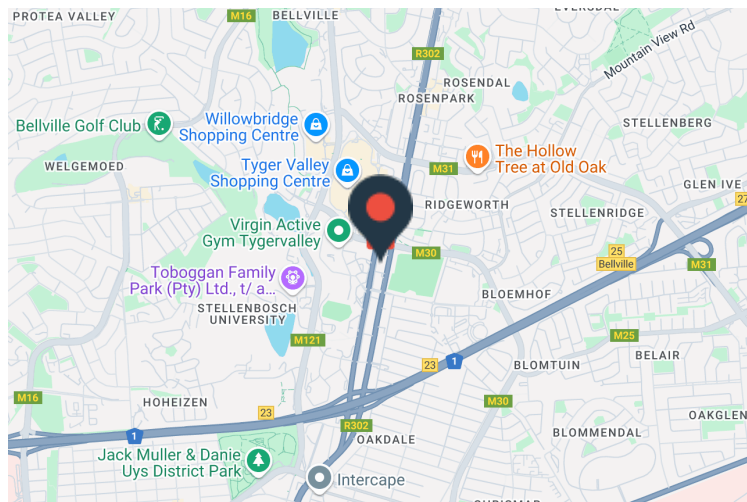 PROTEA VALLEY
M16
BELLVILLE
EVERSDAL
R302
Mountain View Rd
ROSENDAL
ROSENPARK
Bellville Golf Club
Willowbridge
Shopping Centre
STELLENBERG
WELGEMOED
Tyger Valley
Shopping Centre
M31
The Hollow
Tree at Old Oak
GLEN IVE
27
RIDGEWORTH
STELLENRIDGE
Virgin Active
Gym Tygervalley
M30
25
Bellville
M31
Toboggan Family
Park (Pty) Ltd., t/ a...
BLOEMHOF
STELLENBOSCH
UNIVERSITY
M121
M25
BELAIR
23
1
BLOMTUIN
M16
HOHEIZEN
23
M30
OAKGLEN
1
R302
OAKDALE
BLOMMENDAL
Jack Muller & Danie
Uys District Park
Intercape